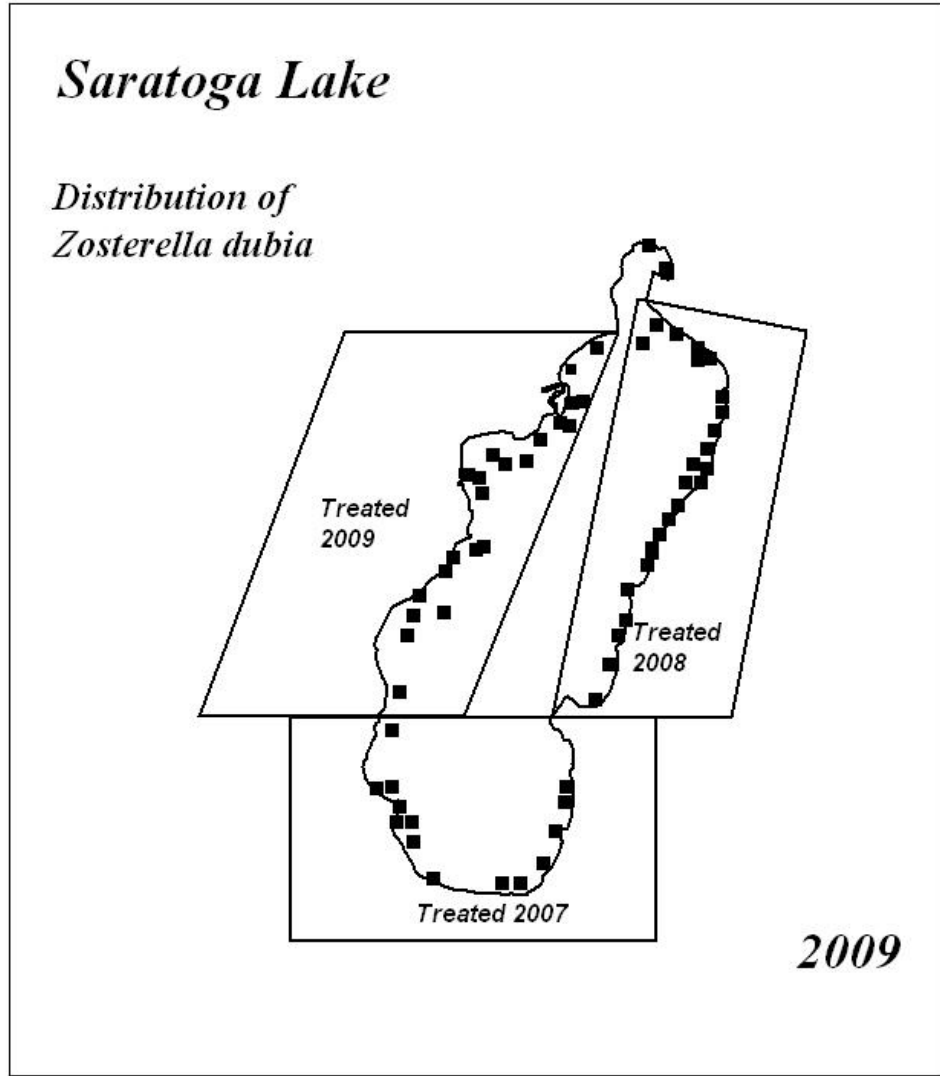 Saratoga Lake
Distribution of
Zosterella dubia
Treated
2009
Treated
2008
Treated 2007
2009